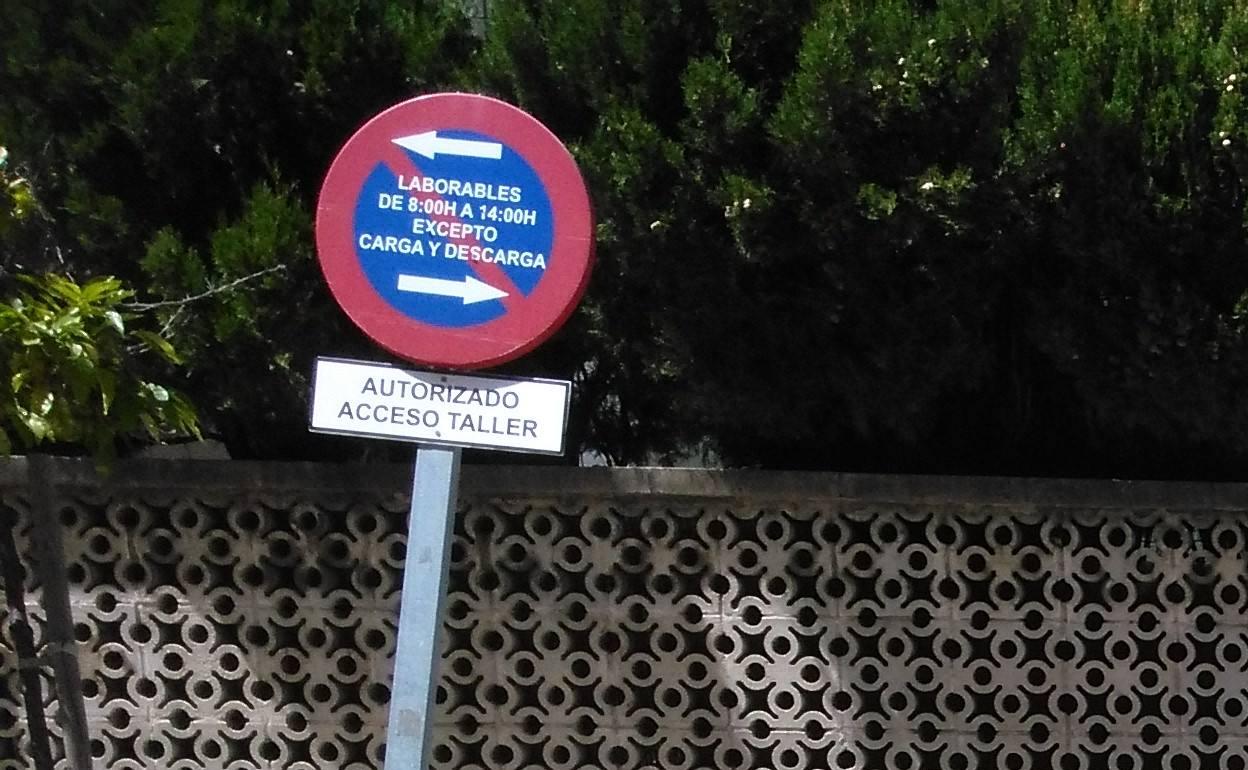 LABORABLES
DE 8:00H A 14:00H
EXCEPTO
CARGA Y DESCARGA
AUTORIZADO
ACCESO TALLER